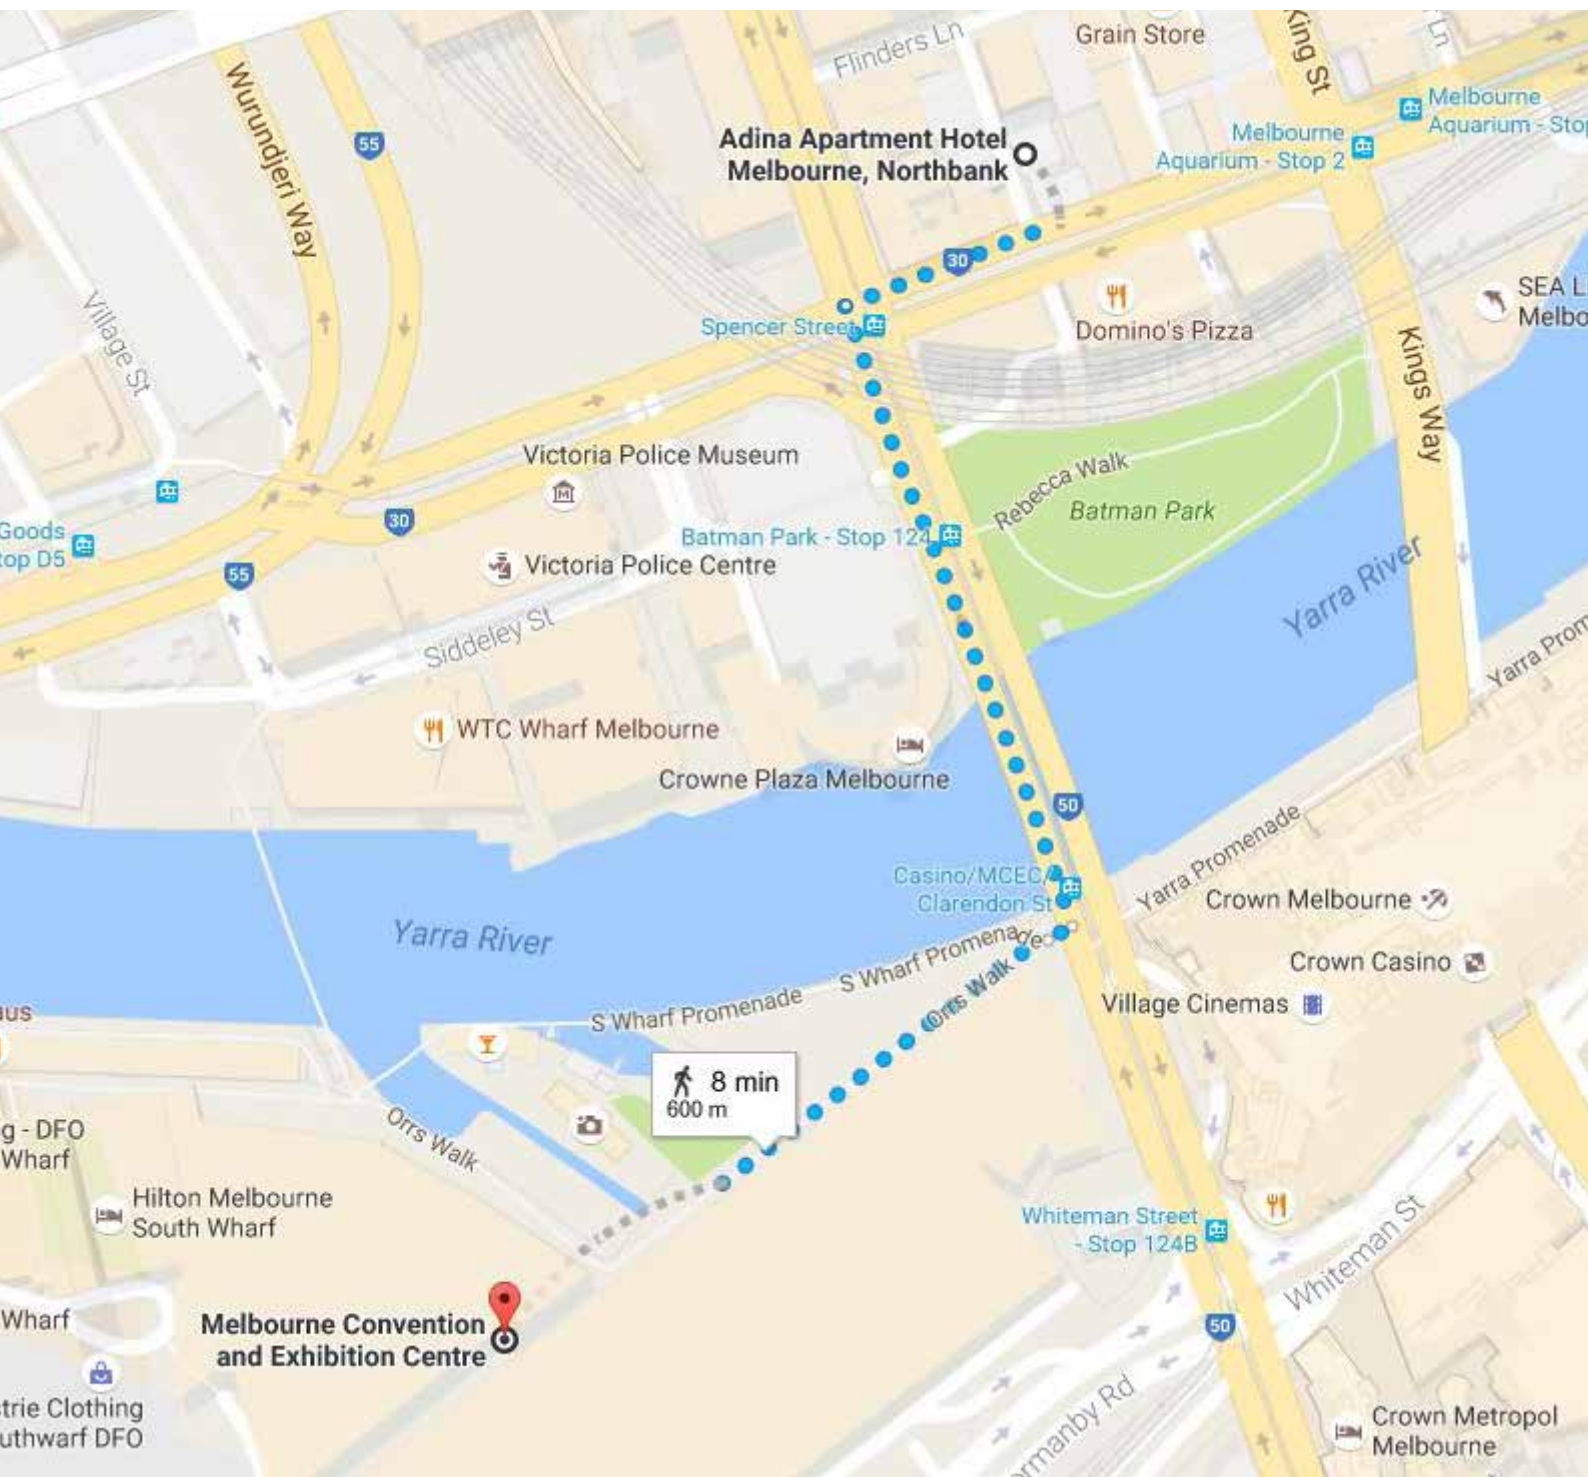 Flinders Ln
Grain Store
King St
Ln
Wurundjeri Way
55
Adina Apartment Hotel
Melbourne, Northbank
Melbourne
Aquarium - Stop 2
Melbourne
Aquarium - Stop
30
Village St
Spencer Street
Domino's Pizza
SEA L
Melbo
Kings Way
Victoria Police Museum
Rebecca Walk
Batman Park
30
Goods
top D5
Batman Park - Stop 124
Victoria Police Centre
55
Yarra River
Siddeley St
Yarra Prom
WTC Wharf Melbourne
Crowne Plaza Melbourne
50
Yarra Promenade
Casino/MCEC/
Clarendon St
Crown Melbourne
Yarra River
S Wharf Promenade
Crown Casino
Orrs Walk
S Wharf Promenade
Village Cinemas
aus
8 min
600 m
g - DFO
Wharf
Orrs Walk
Hilton Melbourne
South Wharf
Whiteman Street
- Stop 124B
Whiteman St
Wharf
Melbourne Convention
and Exhibition Centre
50
ormanby Rd
strie Clothing
uthwarf DFO
Crown Metropol
Melbourne